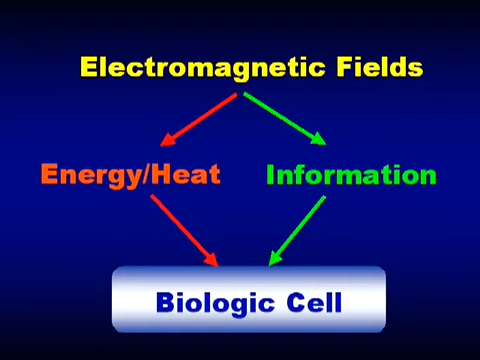 Electromagnetic Fields
Energy/Heat
Information
Biologic Cell